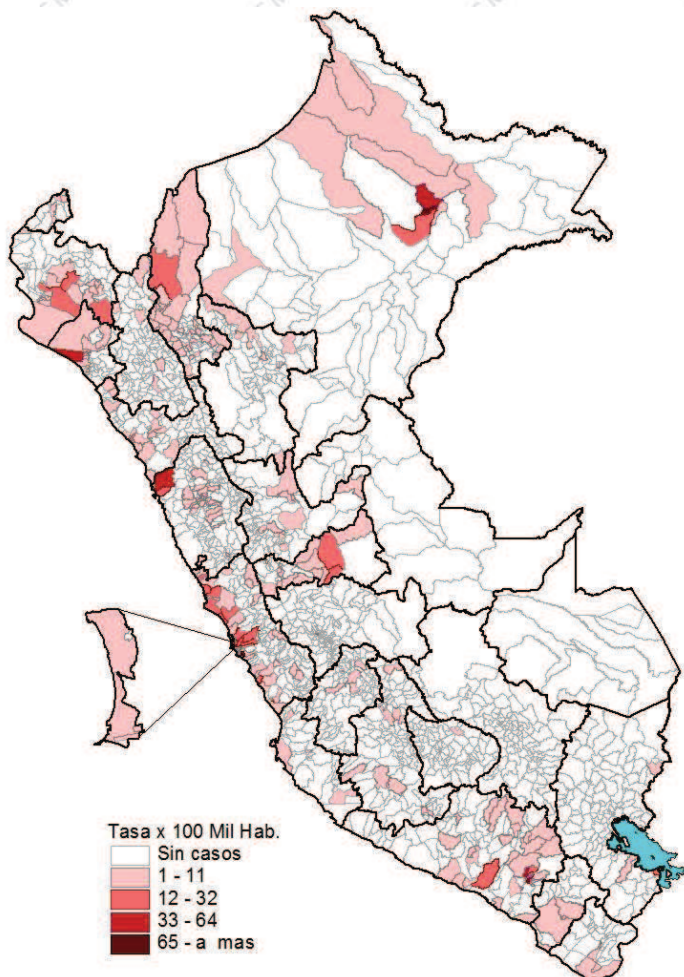 Tasa x 100 Mil Hab.
Sin casos
1 - 11
12 - 32
33 - 64
65 - a mas